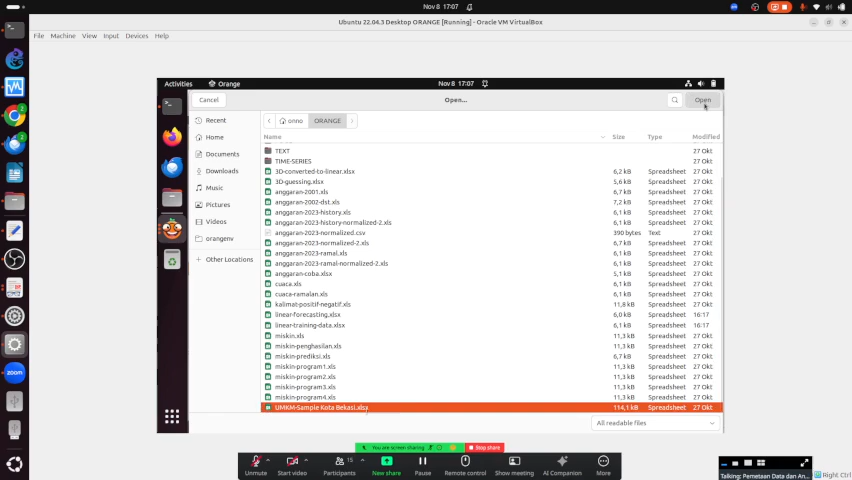 Nov 8 17:07
Ubuntu 22.04.3 Desktop ORANGE [Running] - Oracle VM VirtualBox
File Machine View Input Devices Help
Activities Orange Nov 8 17:07
Cancel Open... Open
Recent
Home
Documents
Downloads
Music
Pictures
Videos
orangenv
Other Locations
onno ORANGE
Name Size Type Modified
TEXT 27 Okt
TIME-SERIES 27 Okt
3D-converted-to-linear.xlsx 6,2 kB Spreadsheet 27 Okt
3D-guessing.xlsx 5,6 kB Spreadsheet 27 Okt
anggaran-2001.xls 6,1 kB Spreadsheet 27 Okt
anggaran-2002-dst.xls 7,2 kB Spreadsheet 27 Okt
anggaran-2023-history.xlsx 6,1 kB Spreadsheet 27 Okt
anggaran-2023-history-normalized-2.xls 6,1 kB Spreadsheet 27 Okt
anggaran-2023-normalized.csv 390 bytes Text 27 Okt
anggaran-2023-normalized-2.xls 6,1 kB Spreadsheet 27 Okt
anggaran-2023-ramal.xls 6,1 kB Spreadsheet 27 Okt
anggaran-2023-ramal-normalized-2.xls 6,1 kB Spreadsheet 27 Okt
anggaran-coba.xlsx 5,1 kB Spreadsheet 27 Okt
cuaca.xls 6,1 kB Spreadsheet 27 Okt
cuaca-ramalan.xls 6,1 kB Spreadsheet 27 Okt
kalimat-positif-negatif.xls 11,8 kB Spreadsheet 27 Okt
linear-forecasting.xlsx 6,0 kB Spreadsheet 16:17
linear-training-data.xlsx 6,1 kB Spreadsheet 16:17
miskin.xls 11,3 kB Spreadsheet 27 Okt
miskin-penghasilan.xls 11,3 kB Spreadsheet 27 Okt
miskin-prediksi.xls 6,7 kB Spreadsheet 27 Okt
miskin-program1.xls 11,3 kB Spreadsheet 27 Okt
miskin-program2.xls 11,3 kB Spreadsheet 27 Okt
miskin-program3.xls 11,3 kB Spreadsheet 27 Okt
miskin-program4.xls 11,3 kB Spreadsheet 27 Okt
UMKM-Sample Kota Bekasi.xlsx 114,1 kB Spreadsheet 27 Okt
All readable files
You are screen sharing Stop share
Unmute Start video Participants 15 New share Pause Remote control Show meeting AI Companion More
Talking: Pemetaan Data dan An...
Right Ctrl
zoom